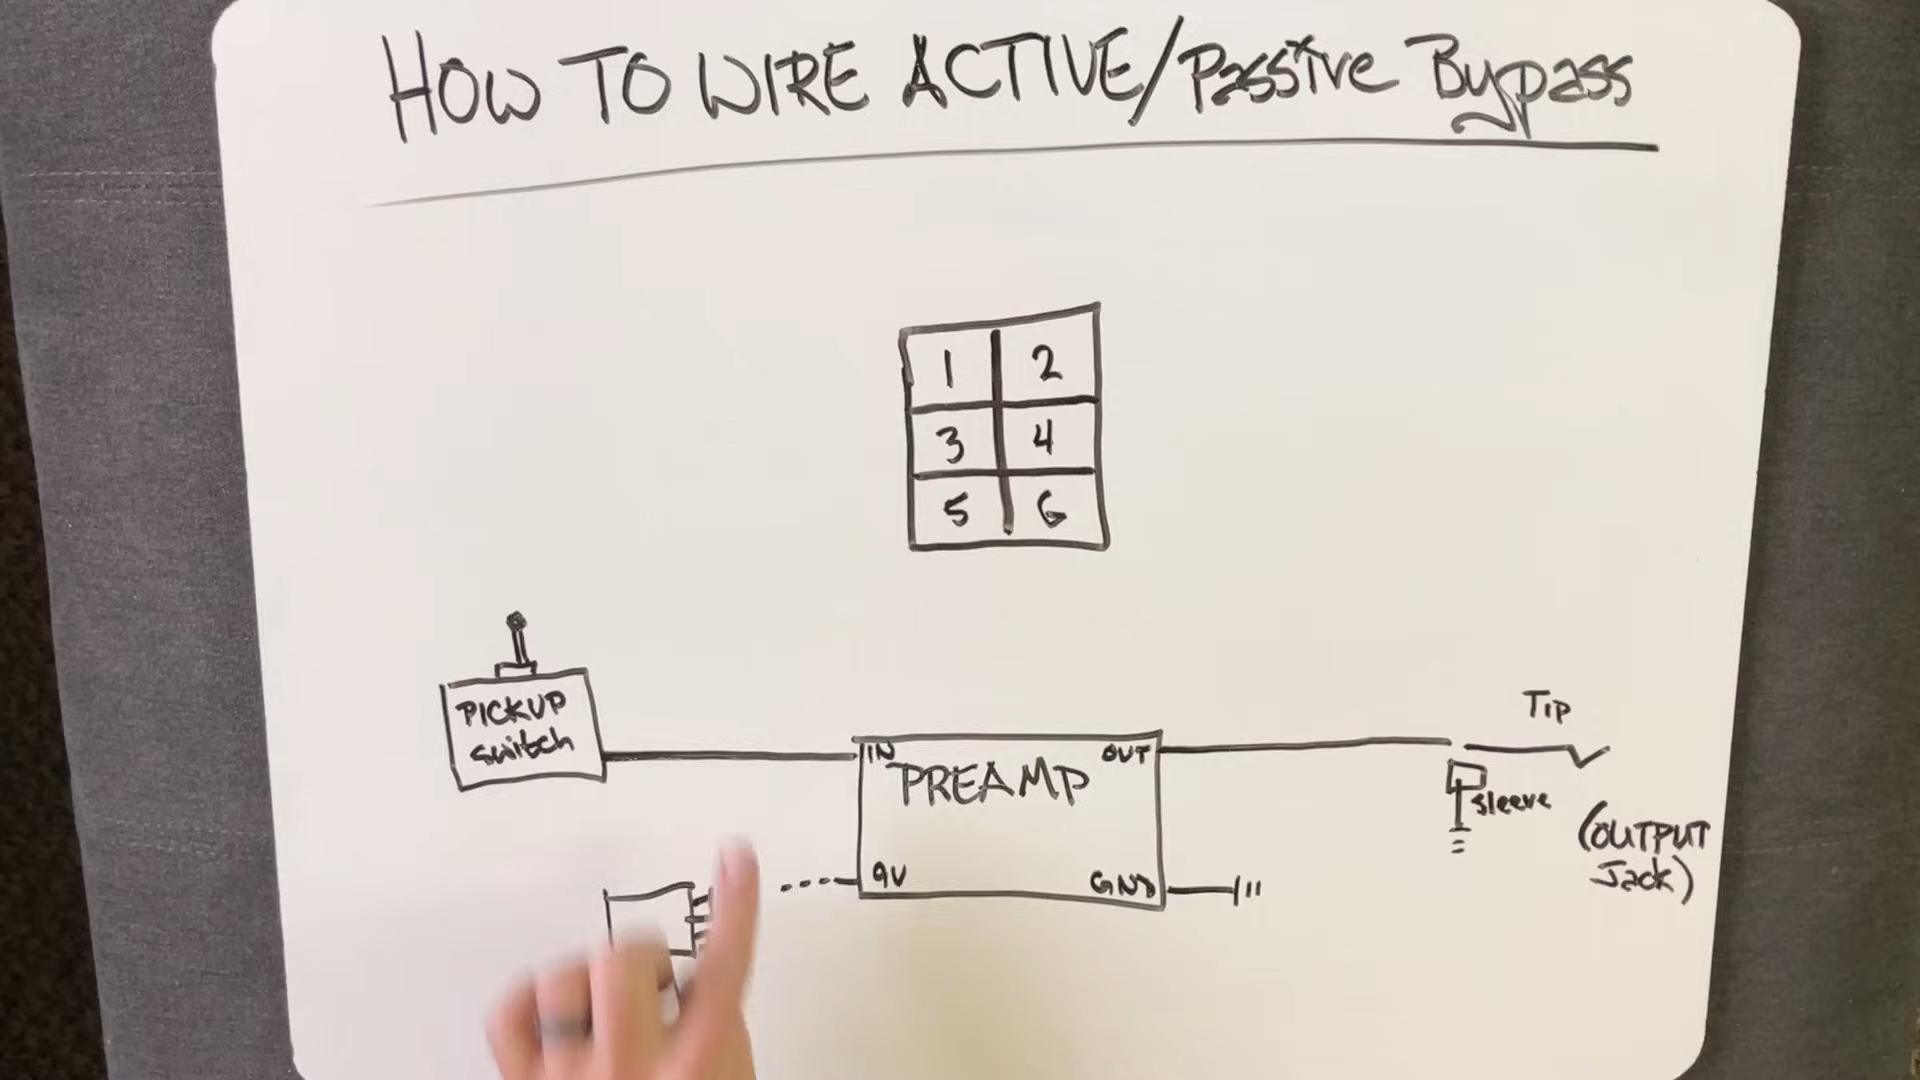 HOW TO WIRE ACTIVE/Passive Bypass
1 2
3 4
5 6
PICKUP
switch
IN
OUT
PREAMP
9V
GND
Tip
sleeve
(OUTPUT
Jack)